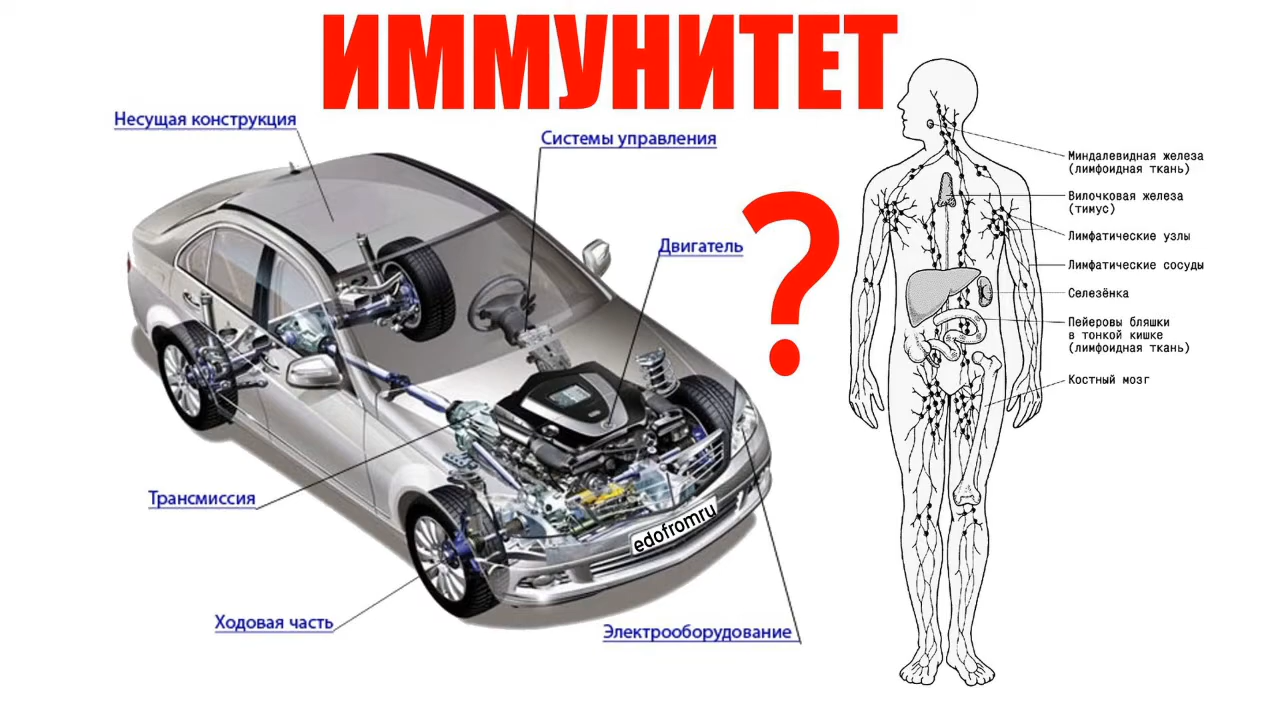 ИММУНИТЕТ
Несущая конструкция
Системы управления
Двигатель
?
Трансмиссия
Ходовая часть
Электрооборудование
edofromru
Миндалевидная железа
(лимфоидная ткань)
Вилочковая железа
(тимус)
Лимфатические узлы
Лимфатические сосуды
Селезёнка
Пейеровы бляшки
в тонкой кишке
(лимфоидная ткань)
Костный мозг